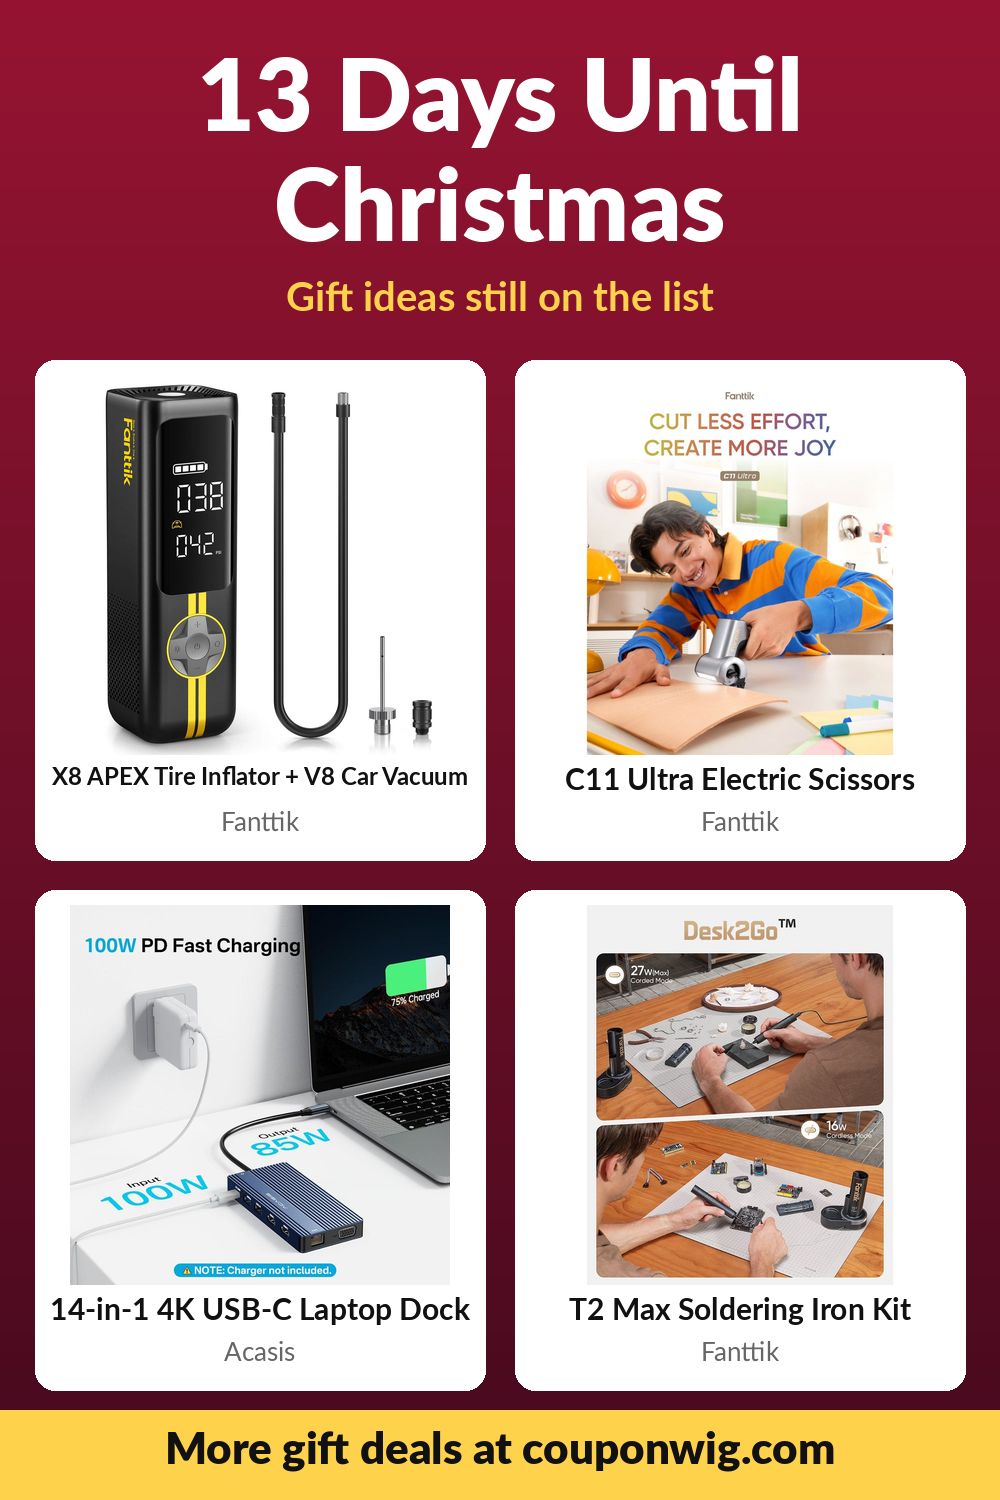 13 Days Until
Christmas
Gift ideas still on the list
Fanttik
038
042
PSI
X8 APEX Tire Inflator + V8 Car Vacuum
Fanttik
Fanttik
CUT LESS EFFORT,
CREATE MORE JOY
C11 Ultra
C11 Ultra Electric Scissors
Fanttik
100W PD Fast Charging
75% Charged
Output
85W
Input
100W
NOTE: Charger not included.
14-in-1 4K USB-C Laptop Dock
Acasis
Desk2Go™
27W(Max)
Corded Mode
16W
Cordless Mode
Fanttik
T2 Max Soldering Iron Kit
Fanttik
More gift deals at couponwig.com